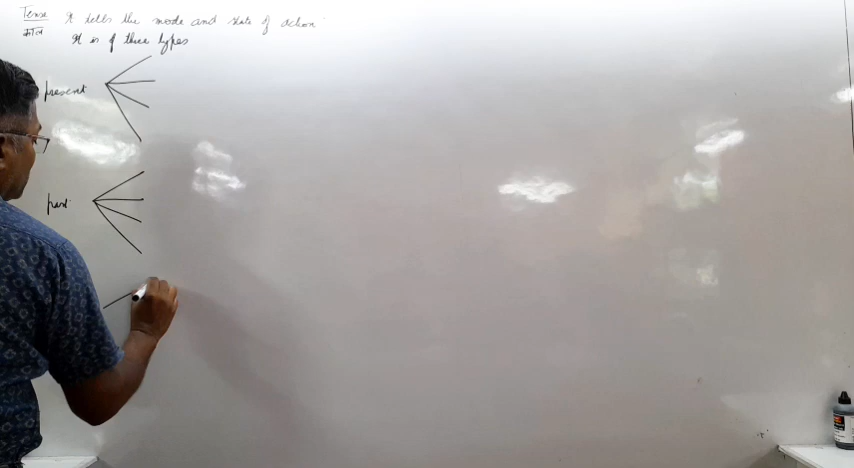 Tense It tells the mode and state of action.
काल It is of three types
present
past